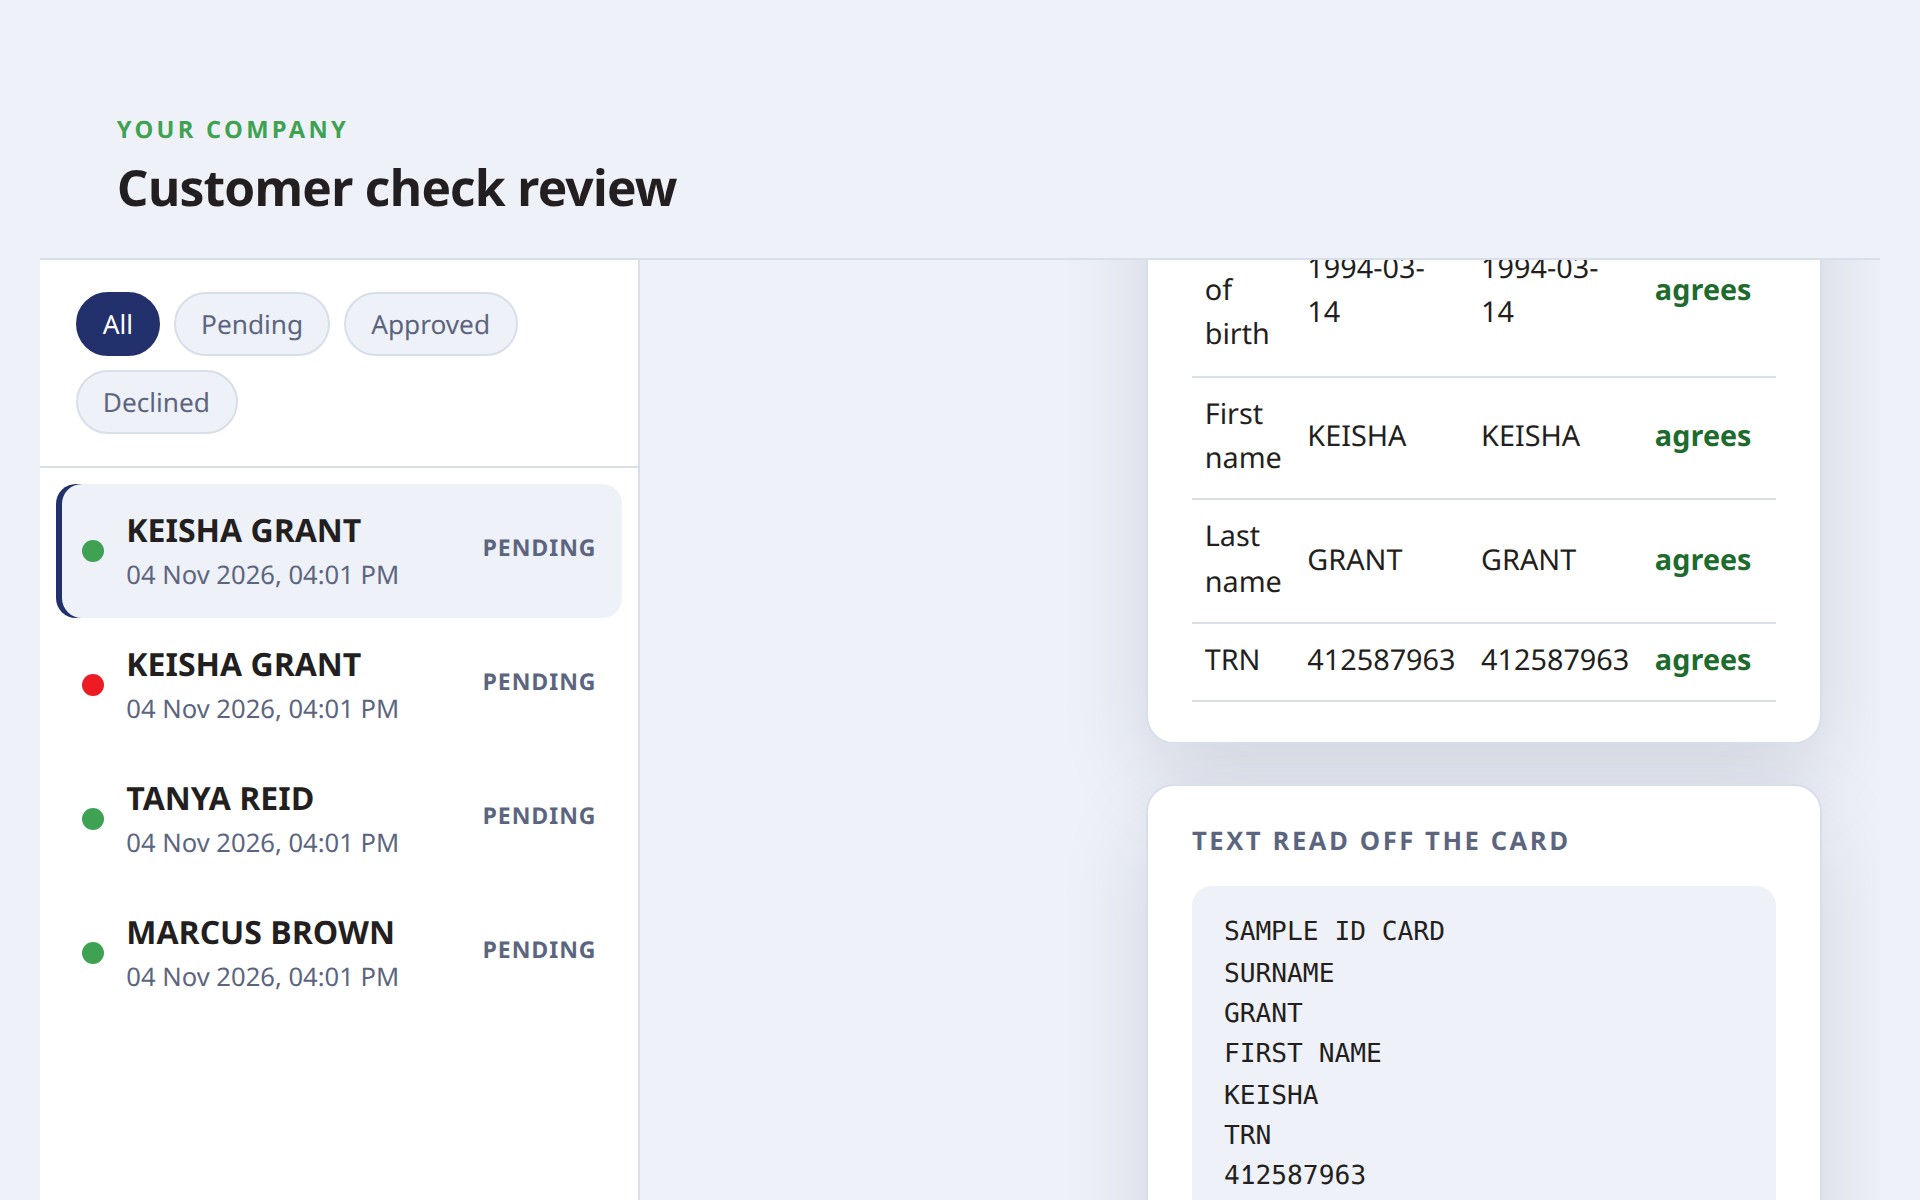 YOUR COMPANY
Customer check review
All
Pending
Approved
Declined
KEISHA GRANT
04 Nov 2026, 04:01 PM
PENDING
KEISHA GRANT
04 Nov 2026, 04:01 PM
PENDING
TANYA REID
04 Nov 2026, 04:01 PM
PENDING
MARCUS BROWN
04 Nov 2026, 04:01 PM
PENDING
of birth
1994-03-14
1994-03-14
agrees
First name
KEISHA
KEISHA
agrees
Last name
GRANT
GRANT
agrees
TRN
412587963
412587963
agrees
TEXT READ OFF THE CARD
SAMPLE ID CARD
SURNAME
GRANT
FIRST NAME
KEISHA
TRN
412587963